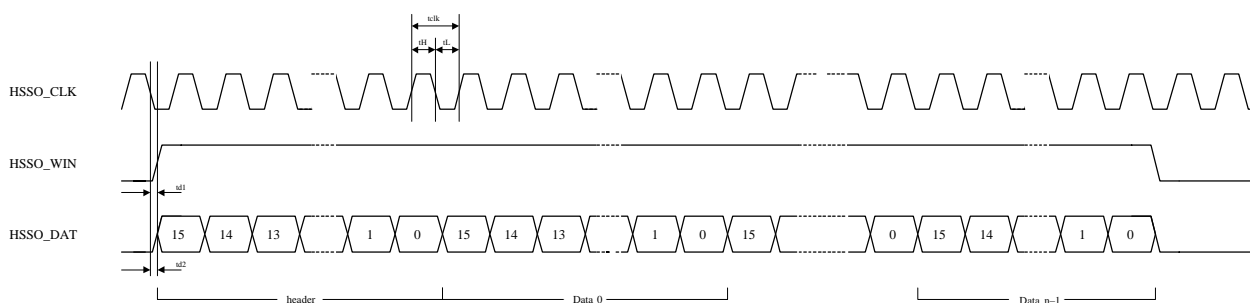 tclk
tH tL
HSSO_CLK
HSSO_WIN
td1
HSSO_DAT 15 14 13 1 0 15 14 13 1 0 15 0 15 14 1 0
td2
header Data 0 Data n-1